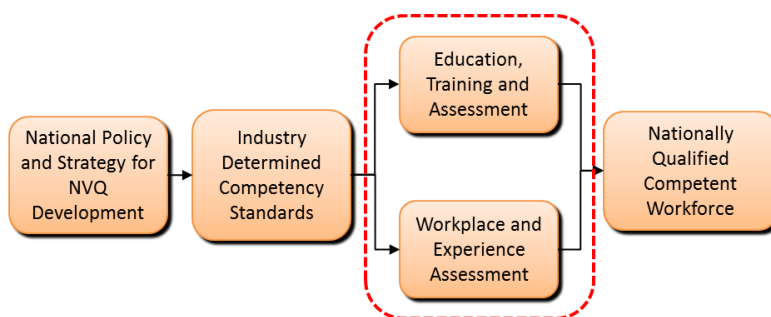 National Policy
and Strategy for
NVQ
Development
Industry
Determined
Competency
Standards
Education,
Training and
Assessment
Workplace and
Experience
Assessment
Nationally
Qualified
Competent
Workforce